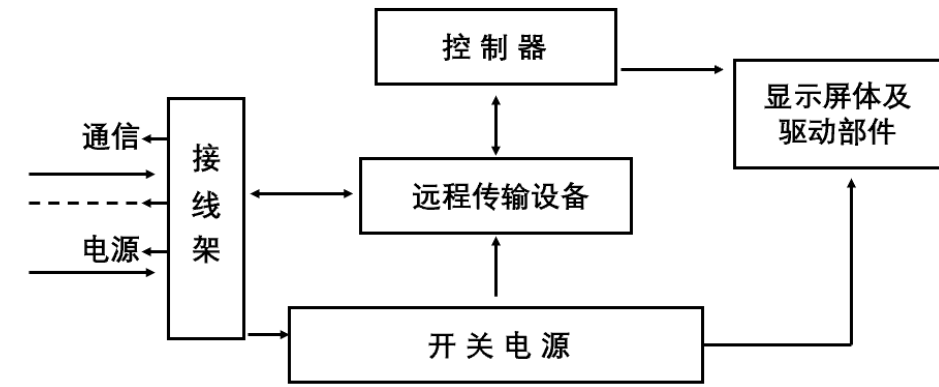 控制器
显示屏体及
驱动部件
通信
接线架
远程传输设备
电源
开关电源